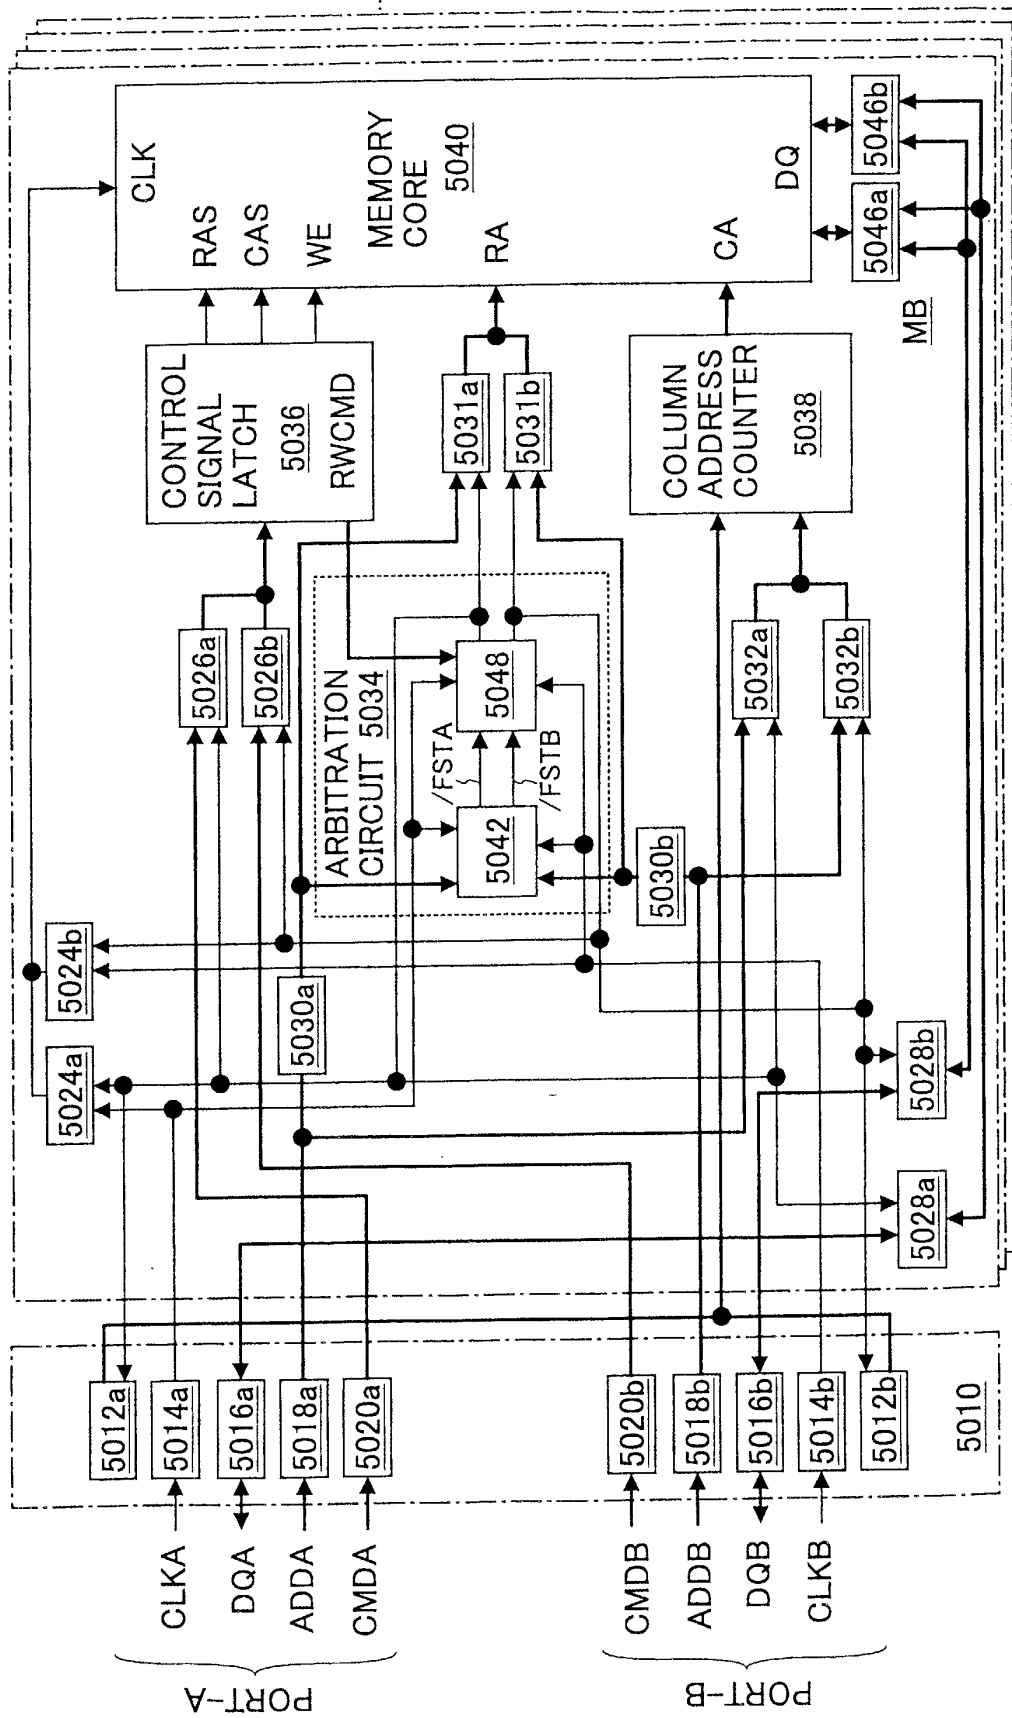 PORT-A
CLKA
DQA
ADDA
CMDA
PORT-B
CMDB
ADDB
DQB
CLKB
5012a
5014a
5016a
5018a
5020a
5020b
5018b
5016b
5014b
5012b
5010
5024a
5024b
5026a
5026b
5028a
5028b
5030a
5030b
ARBITRATION
CIRCUIT 5034
5042
/FSTA
/FSTB
5048
5031a
5031b
5032a
5032b
CONTROL
SIGNAL
LATCH
5036
RWCMD
COLUMN
ADDRESS
COUNTER
5038
CLK
RAS
CAS
WE
MEMORY
CORE
5040
RA
CA
DQ
5046a
5046b
MB